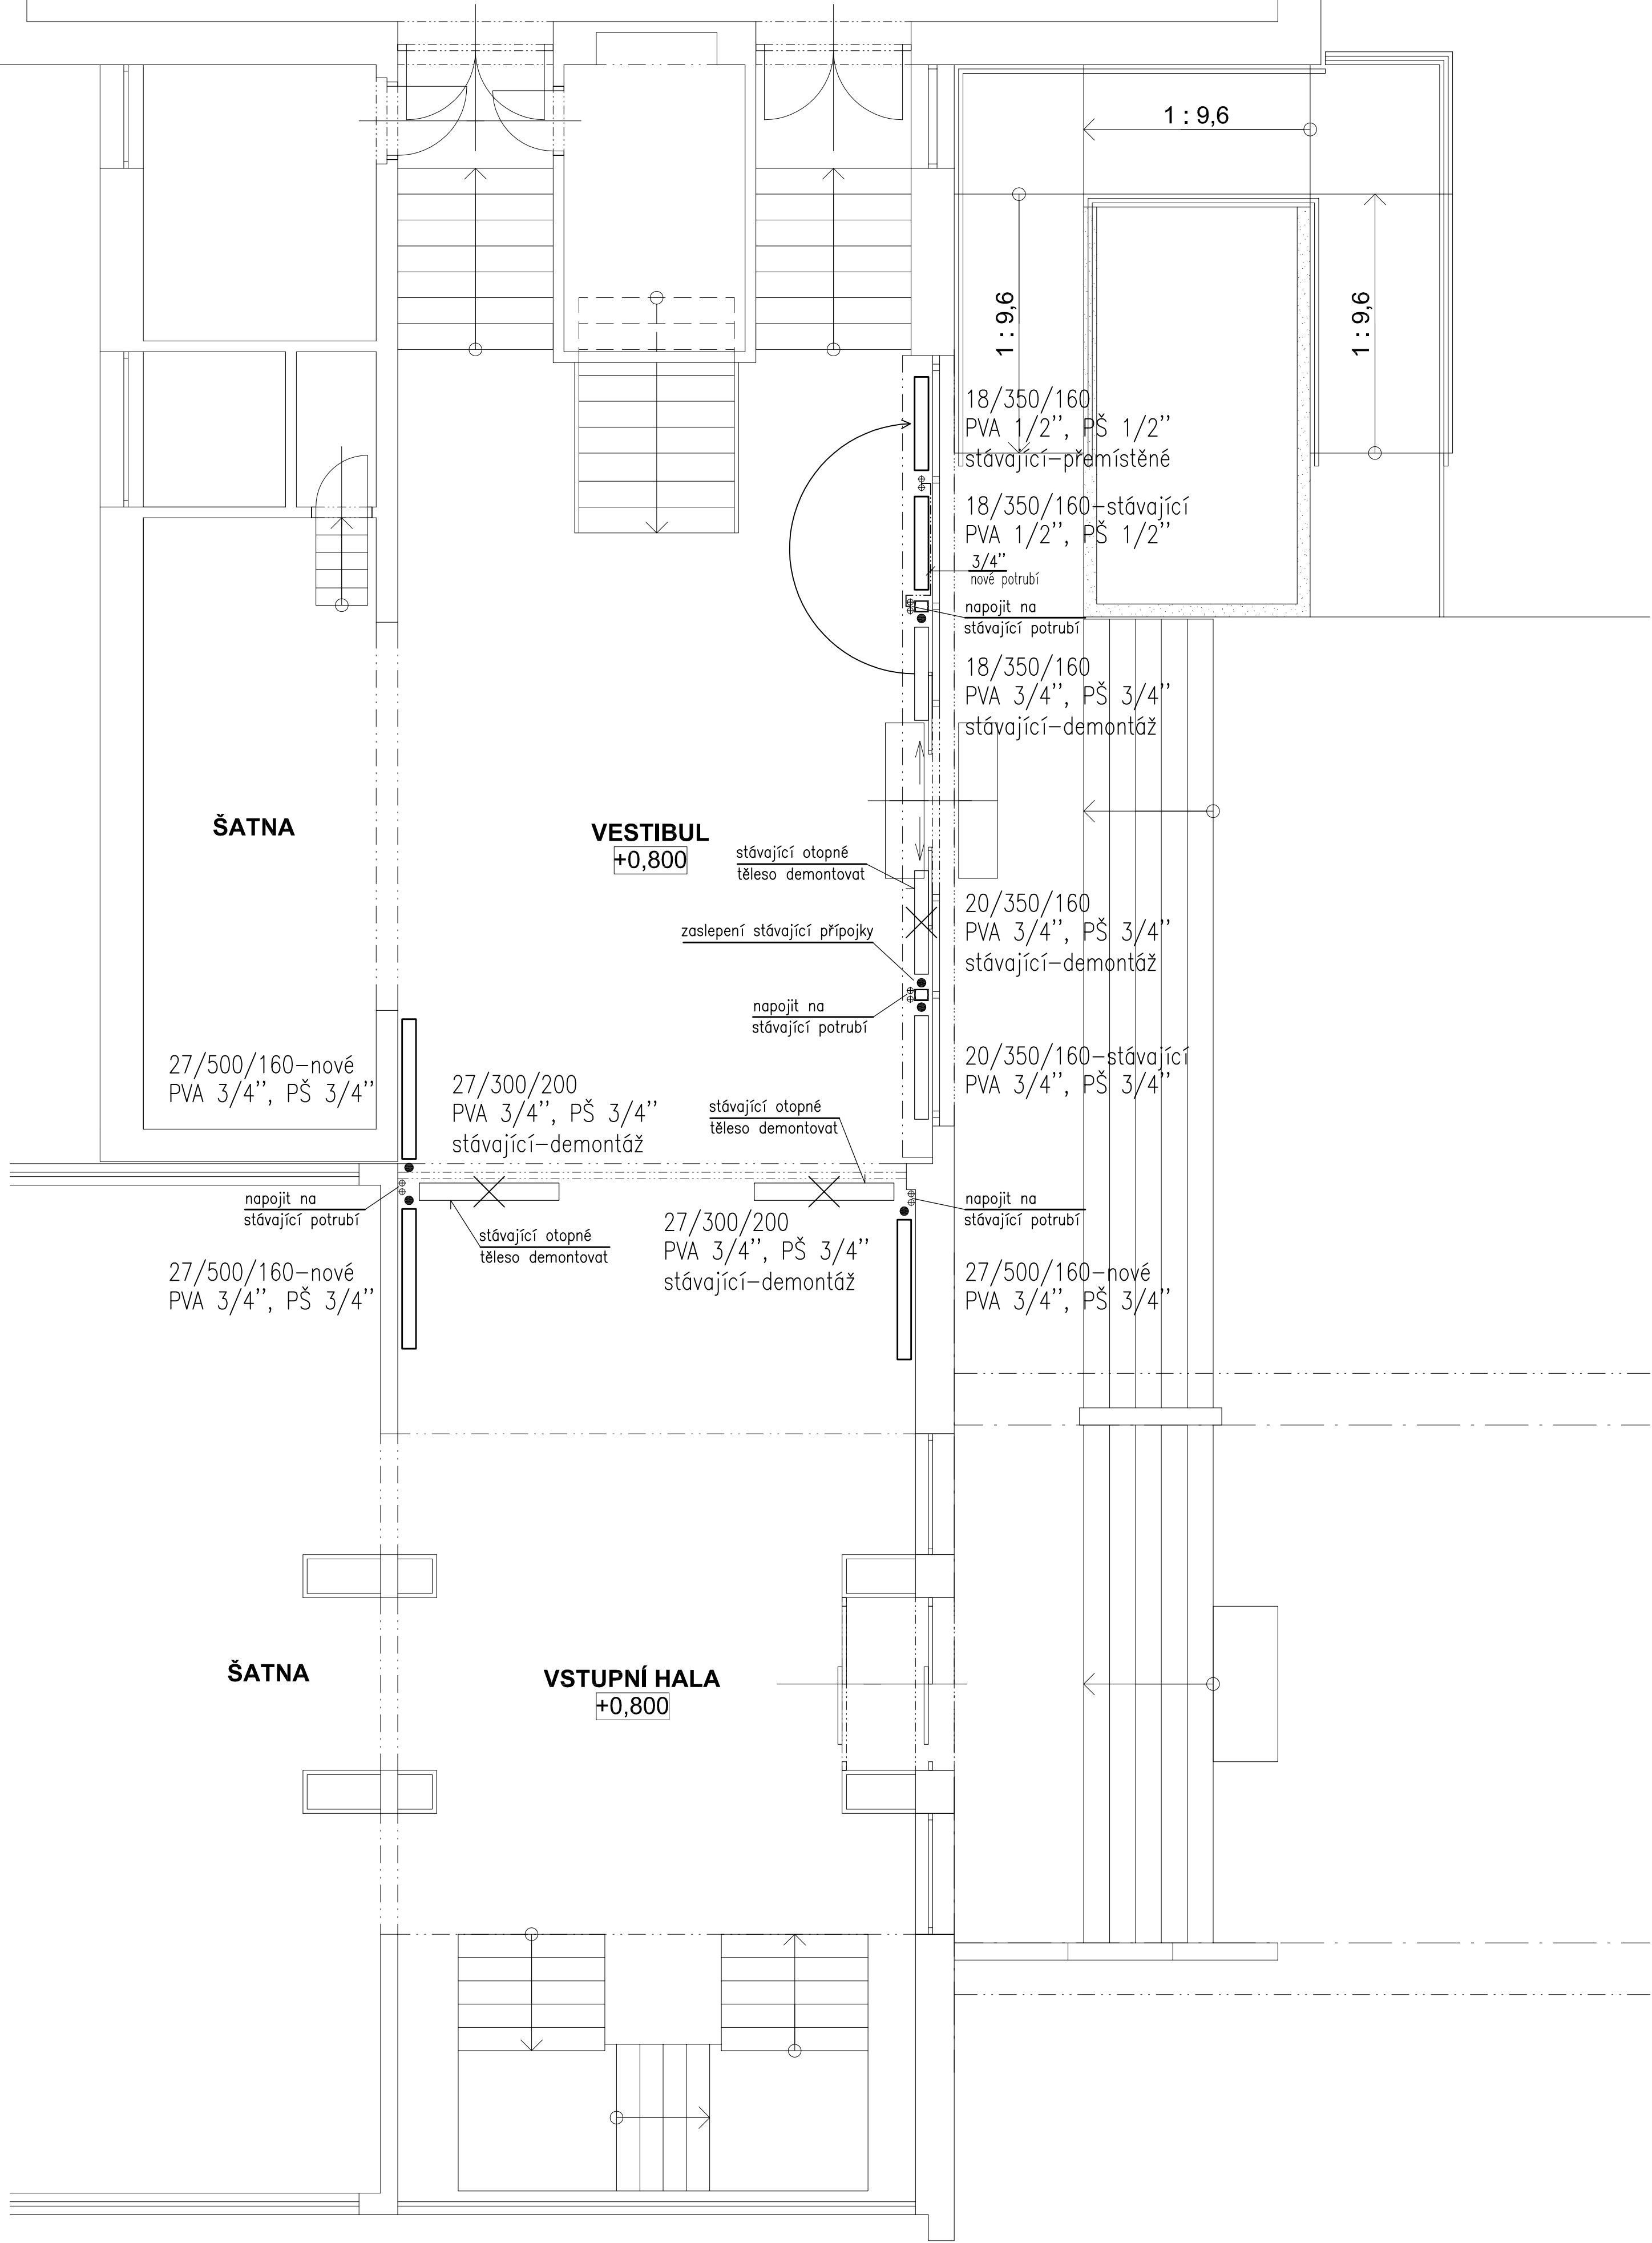 1 : 9,6
1 : 9,6
1 : 9,6
18/350/160
PVA 1/2’’, PŠ 1/2’’
stávající-přemístěné
18/350/160-stávající
PVA 1/2’’, PŠ 1/2’’
3/4’’
nové potrubí
napojit na
stávající potrubí
18/350/160
PVA 3/4’’, PŠ 3/4’’
stávající-demontáž
ŠATNA
VESTIBUL
+0,800
stávající otopné
těleso demontovat
20/350/160
PVA 3/4’’, PŠ 3/4’’
stávající-demontáž
zaslepení stávající přípojky
napojit na
stávající potrubí
20/350/160-stávající
PVA 3/4’’, PŠ 3/4’’
27/500/160-nové
PVA 3/4’’, PŠ 3/4’’
27/300/200
PVA 3/4’’, PŠ 3/4’’
stávající-demontáž
stávající otopné
těleso demontovat
napojit na
stávající potrubí
stávající otopné
těleso demontovat
27/300/200
PVA 3/4’’, PŠ 3/4’’
stávající-demontáž
napojit na
stávající potrubí
27/500/160-nové
PVA 3/4’’, PŠ 3/4’’
27/500/160-nové
PVA 3/4’’, PŠ 3/4’’
ŠATNA
VSTUPNÍ HALA
+0,800